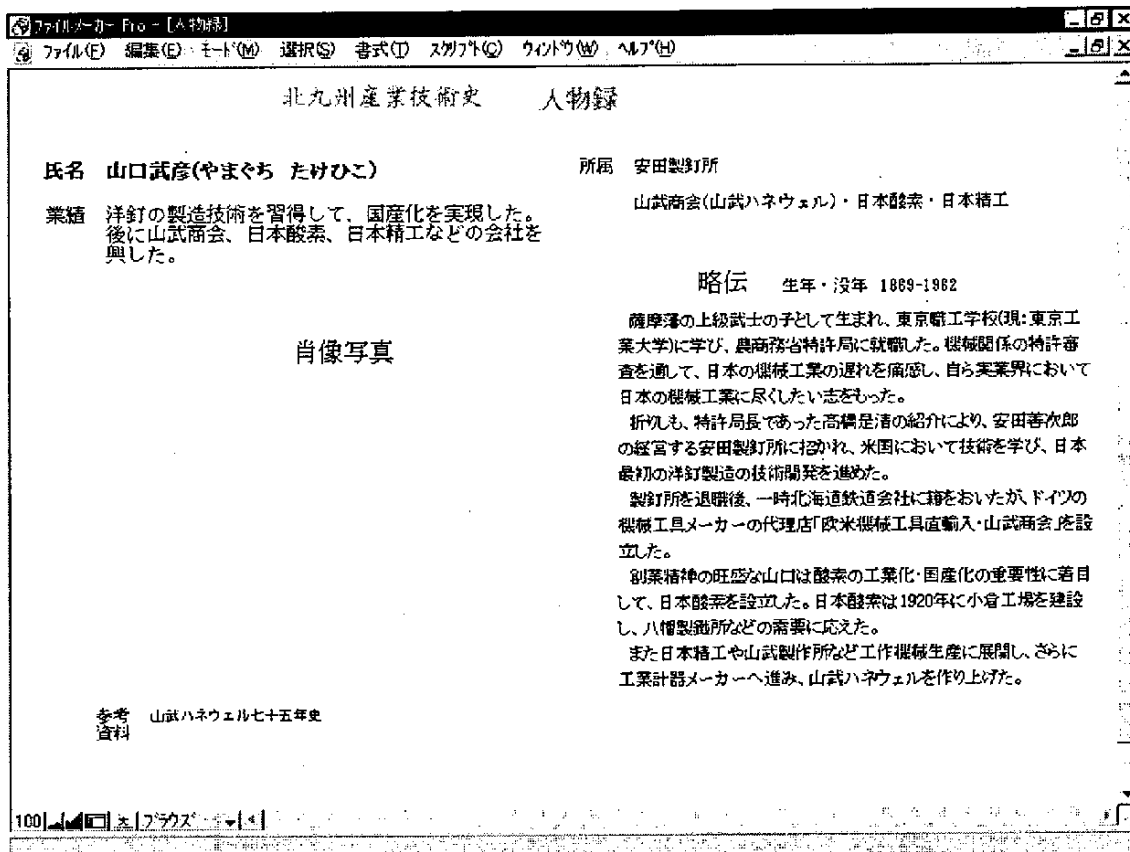 ファイルメーカー Pro - [人物録]
ファイル(F) 編集(E) モード(M) 選択(S) 書式(T) スクリプト(C) ウィンドウ(W) ヘルプ(H)
北九州産業技術史 人物録
氏名 山口武彦(やまぐち たけひこ)
業績 洋釘の製造技術を習得して、国産化を実現した。
後に山武商会、日本酸素、日本精工などの会社を
興した。
肖像写真
所属 安田製釘所
山武商会(山武ハネウェル)・日本酸素・日本精工
略伝 生年・没年 1869-1962
薩摩藩の上級武士の子として生まれ、東京職工学校(現:東京工
業大学)に学び、農商務省特許局に就職した。機械関係の特許審
査を通して、日本の機械工業の遅れを痛感し、自ら実業界において
日本の機械工業に尽くしたい志をもった。
折りしも、特許局長であった高橋是清の紹介により、安田善次郎
の経営する安田製釘所に招かれ、米国において技術を学び、日本
最初の洋釘製造の技術開発を進めた。
製釘所を退職後、一時北海道鉄道会社に籍をおいたが、ドイツの
機械工具メーカーの代理店「欧米機械工具直輸入・山武商会」を設
立した。
創業精神の旺盛な山口は酸素の工業化・国産化の重要性に着目
して、日本酸素を設立した。日本酸素は1920年に小倉工場を建設
し、八幡製鐵所などの需要に応えた。
また日本精工や山武製作所など工作機械生産に展開し、さらに
工業計器メーカーへ進み、山武ハネウェルを作り上げた。
参考 山武ハネウェル七十五年史
資料
100 ブラウズ